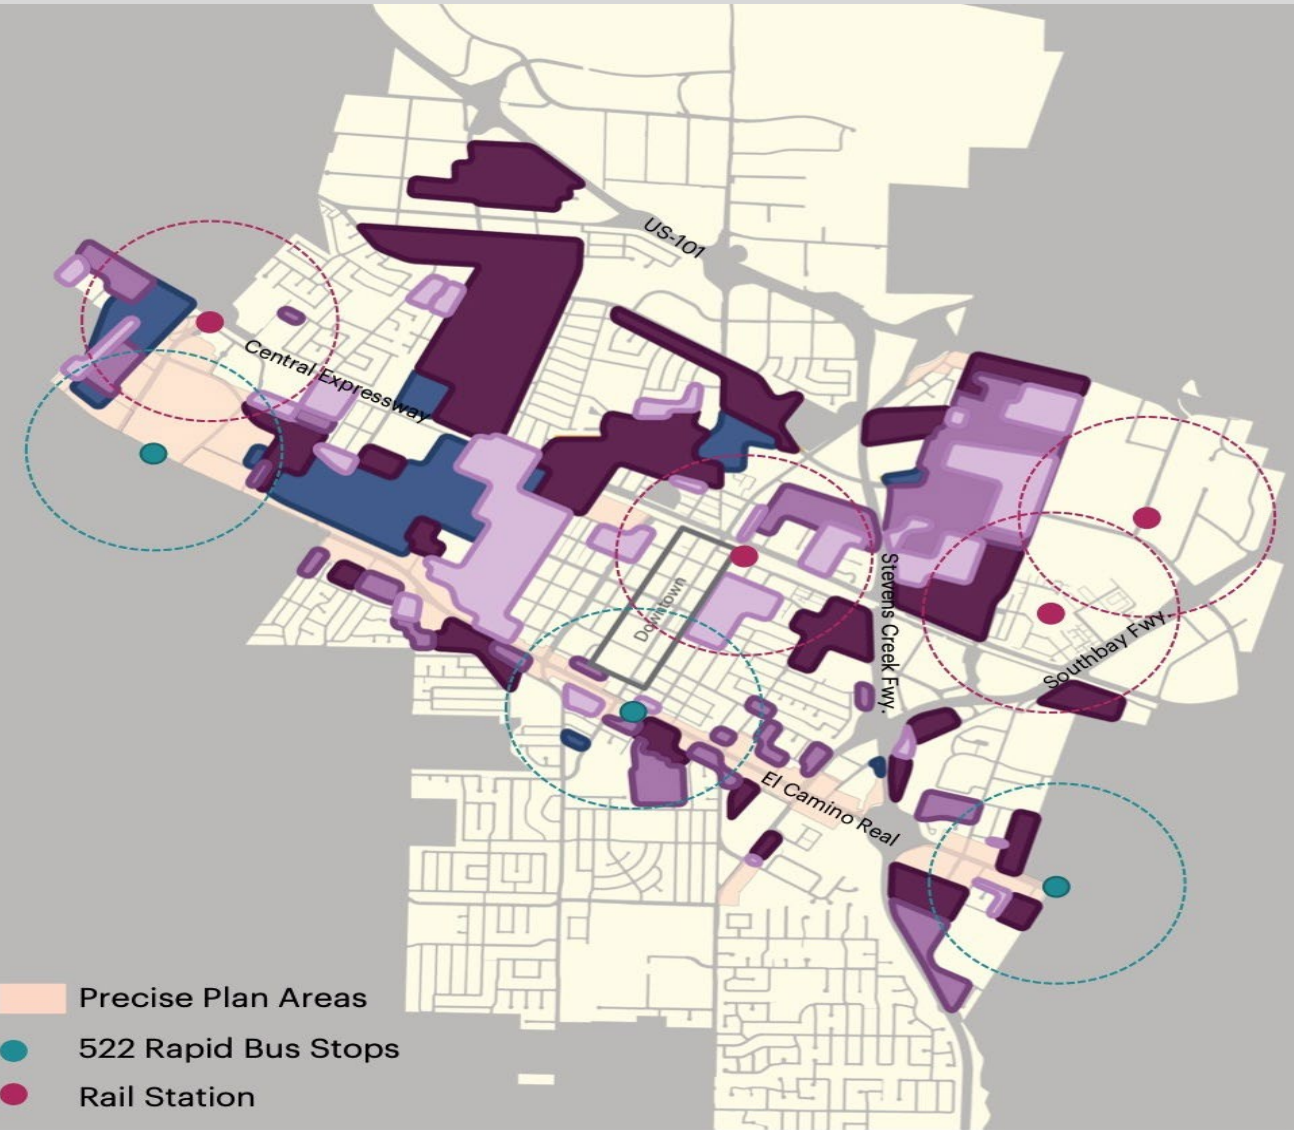 US-101
Central Expressway
Downtown
Stevens Creek Fwy.
Southbay Fwy.
El Camino Real
Precise Plan Areas
522 Rapid Bus Stops
Rail Station